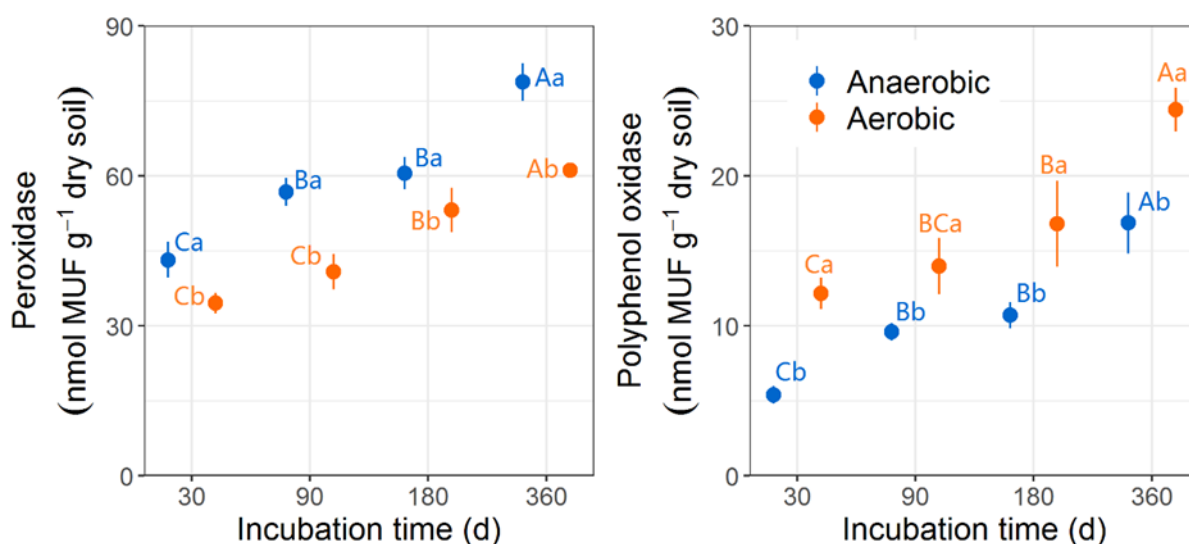 Peroxidase
(nmol MUF g⁻¹ dry soil)
90
60
30
0
Ca
Cb
Ba
Cb
Ba
Bb
Aa
Ab
30
90
180
360
Incubation time (d)
Polyphenol oxidase
(nmol MUF g⁻¹ dry soil)
30
20
10
0
Anaerobic
Aerobic
Cb
Ca
Bb
BCa
Bb
Ba
Ab
Aa
30
90
180
360
Incubation time (d)